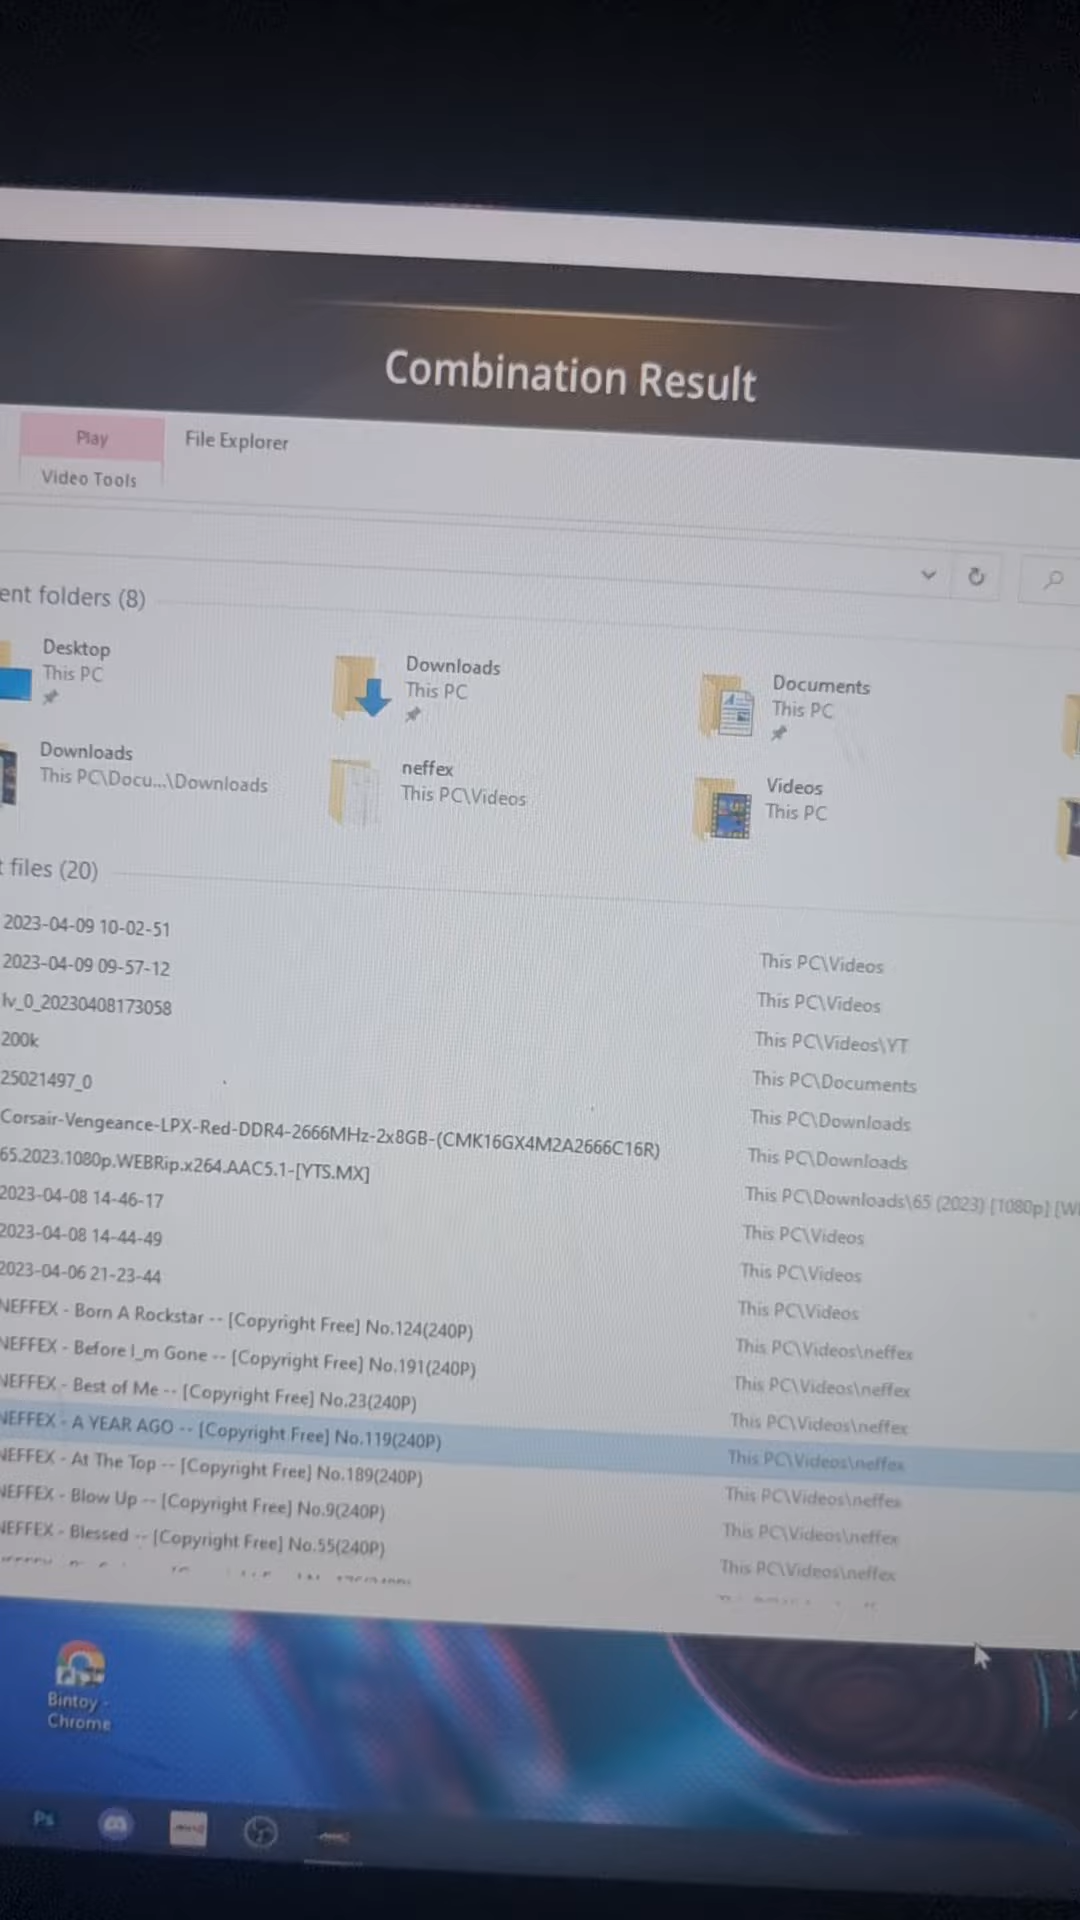 Combination Result
Play
File Explorer
Video Tools
ent folders (8)
Desktop
This PC
Downloads
This PC
Documents
This PC
Downloads
This PC\Docu...\Downloads
neffex
This PC\Videos
Videos
This PC
t files (20)
2023-04-09 10-02-51
This PC\Videos
2023-04-09 09-57-12
This PC\Videos
lv_0_20230408173058
This PC\Videos\YT
200k
This PC\Documents
25021497_0
This PC\Downloads
Corsair-Vengeance-LPX-Red-DDR4-2666MHz-2x8GB-(CMK16GX4M2A2666C16R)
This PC\Downloads
65.2023.1080p.WEBRip.x264.AAC5.1-[YTS.MX]
This PC\Downloads\65 (2023) [1080p] [W
2023-04-08 14-46-17
This PC\Videos
2023-04-08 14-44-49
This PC\Videos
2023-04-06 21-23-44
This PC\Videos
NEFFEX - Born A Rockstar -- [Copyright Free] No.124(240P)
This PC\Videos\neffex
NEFFEX - Before I_m Gone -- [Copyright Free] No.191(240P)
This PC\Videos\neffex
NEFFEX - Best of Me -- [Copyright Free] No.23(240P)
This PC\Videos\neffex
NEFFEX - A YEAR AGO -- [Copyright Free] No.119(240P)
This PC\Videos\neffex
NEFFEX - At The Top -- [Copyright Free] No.189(240P)
This PC\Videos\neffex
NEFFEX - Blow Up -- [Copyright Free] No.9(240P)
This PC\Videos\neffex
NEFFEX - Blessed -- [Copyright Free] No.55(240P)
This PC\Videos\neffex
Bintoy -
Chrome
Ps